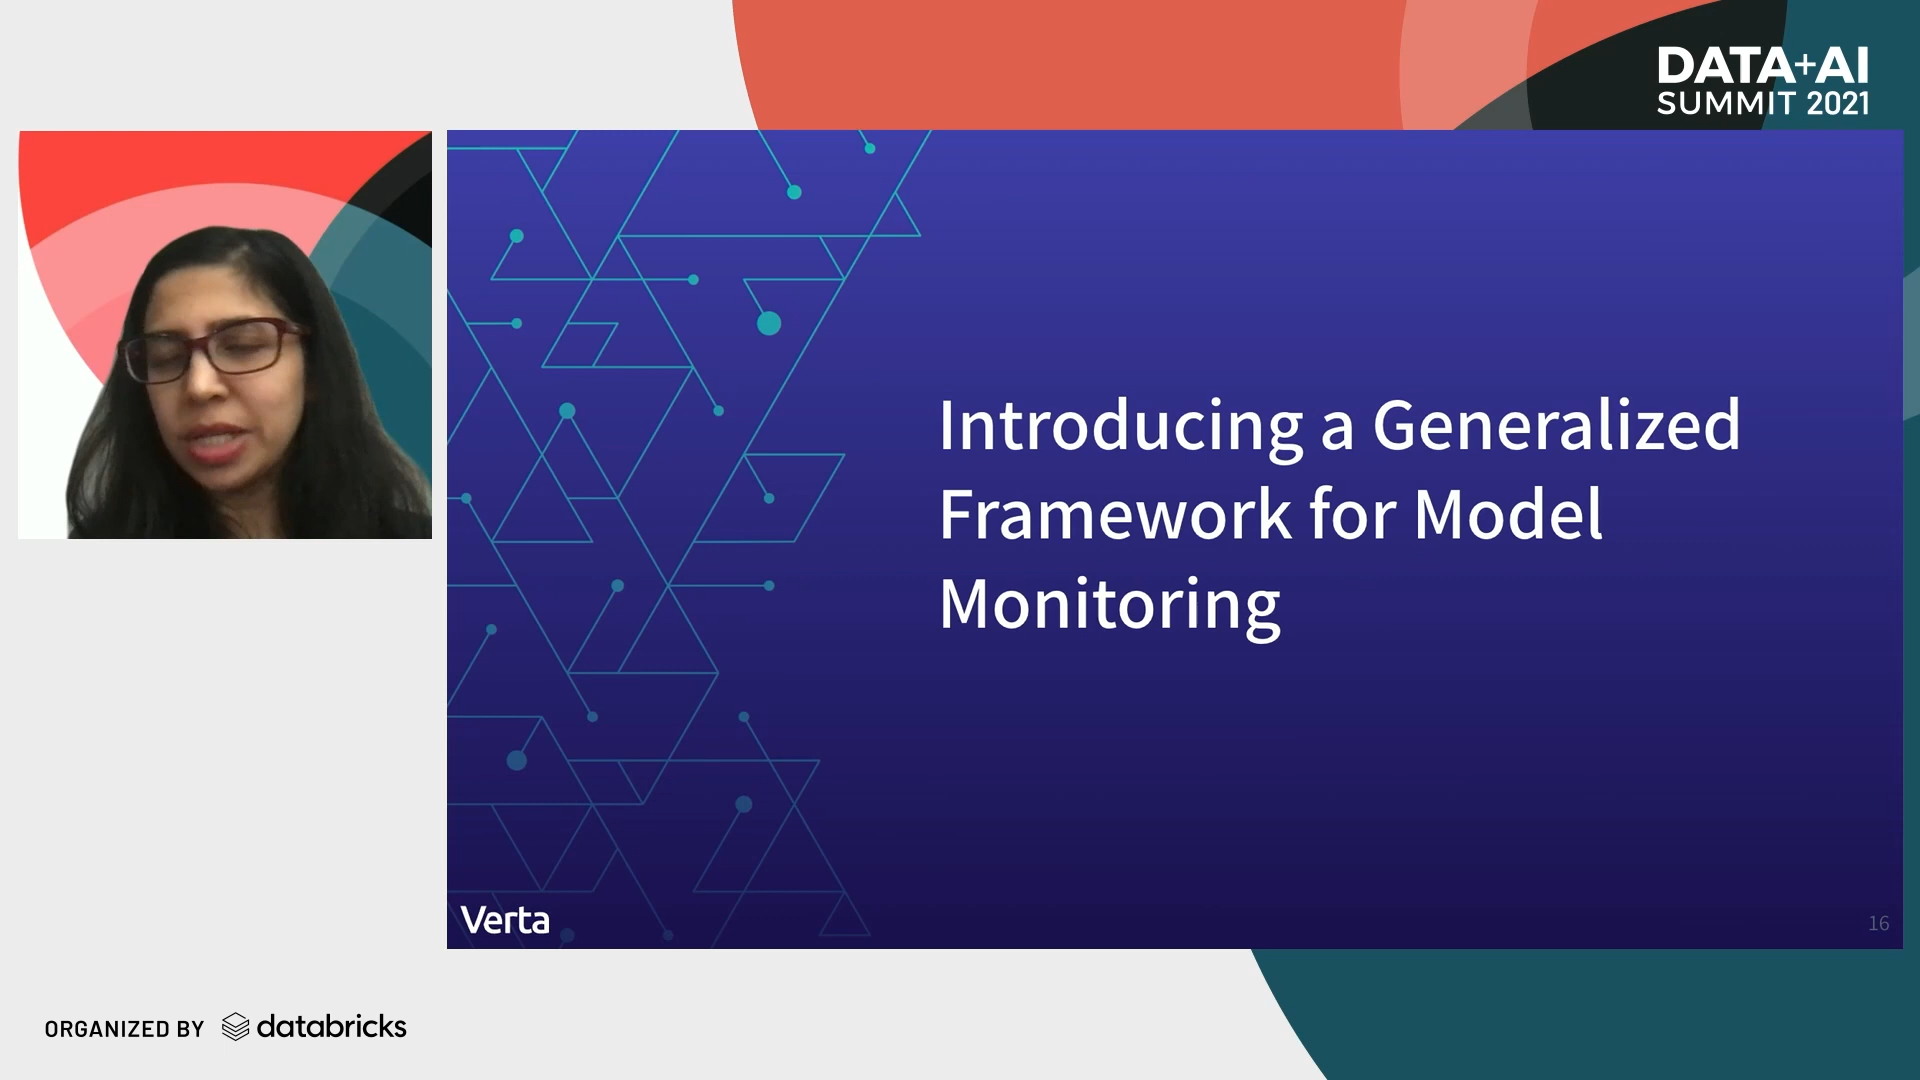 DATA+AI
SUMMIT 2021
Introducing a Generalized
Framework for Model
Monitoring
Verta
16
ORGANIZED BY databricks